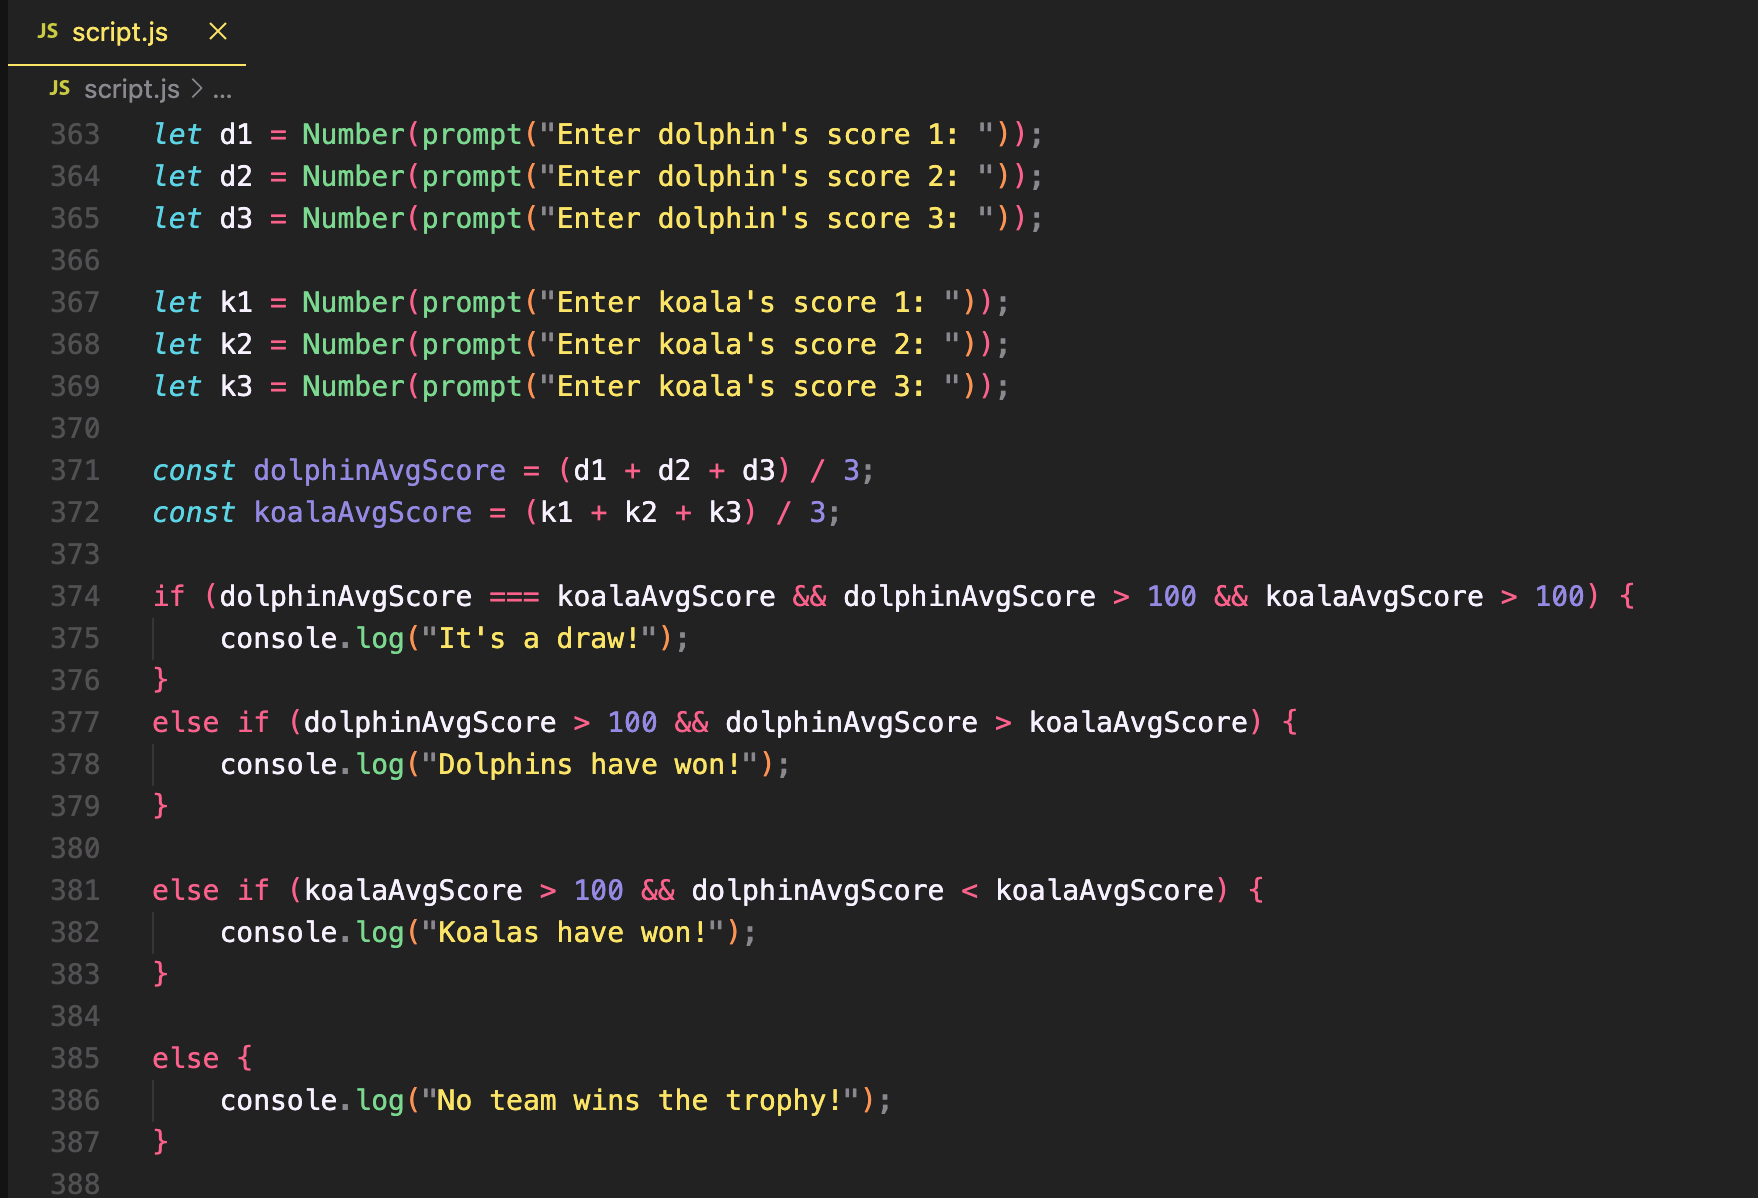 JS script.js ×
JS script.js > ...
363 let d1 = Number(prompt("Enter dolphin's score 1: "));
364 let d2 = Number(prompt("Enter dolphin's score 2: "));
365 let d3 = Number(prompt("Enter dolphin's score 3: "));
366
367 let k1 = Number(prompt("Enter koala's score 1: "));
368 let k2 = Number(prompt("Enter koala's score 2: "));
369 let k3 = Number(prompt("Enter koala's score 3: "));
370
371 const dolphinAvgScore = (d1 + d2 + d3) / 3;
372 const koalaAvgScore = (k1 + k2 + k3) / 3;
373
374 if (dolphinAvgScore === koalaAvgScore && dolphinAvgScore > 100 && koalaAvgScore > 100) {
375     console.log("It's a draw!");
376 }
377 else if (dolphinAvgScore > 100 && dolphinAvgScore > koalaAvgScore) {
378     console.log("Dolphins have won!");
379 }
380
381 else if (koalaAvgScore > 100 && dolphinAvgScore < koalaAvgScore) {
382     console.log("Koalas have won!");
383 }
384
385 else {
386     console.log("No team wins the trophy!");
387 }
388